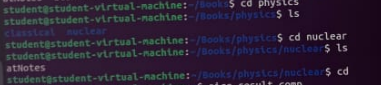 student@student-virtual-machine:~/Books$ cd physics
student@student-virtual-machine:~/Books/physics$ ls
classical nuclear
student@student-virtual-machine:~/Books/physics$ cd nuclear
student@student-virtual-machine:~/Books/physics/nuclear$ ls
atNotes
student@student-virtual-machine:~/Books/physics/nuclear$ cd